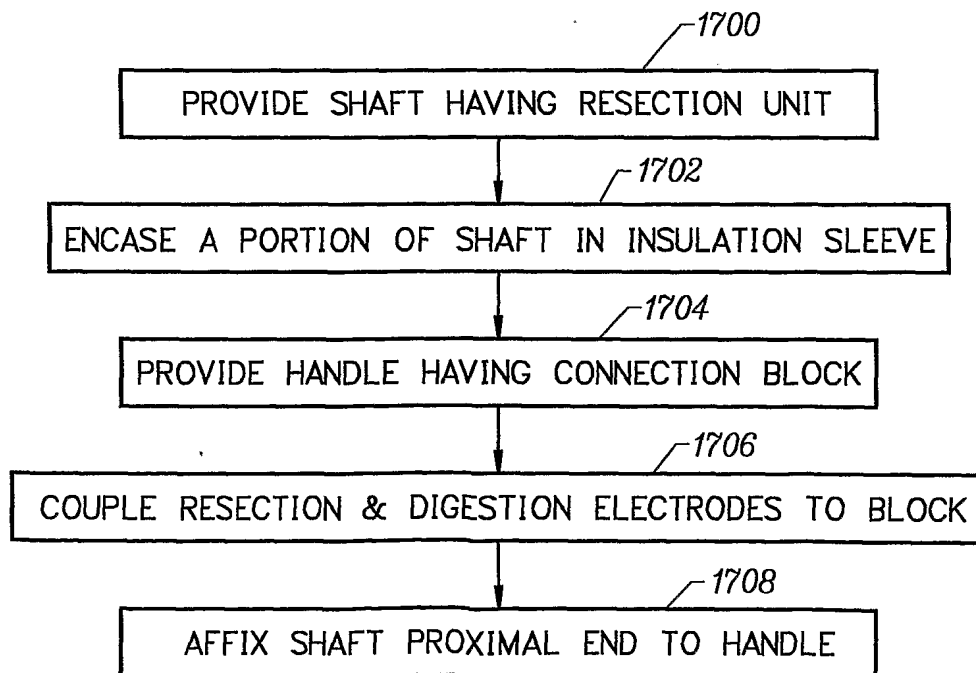 1700
PROVIDE SHAFT HAVING RESECTION UNIT
1702
ENCASE A PORTION OF SHAFT IN INSULATION SLEEVE
1704
PROVIDE HANDLE HAVING CONNECTION BLOCK
1706
COUPLE RESECTION & DIGESTION ELECTRODES TO BLOCK
1708
AFFIX SHAFT PROXIMAL END TO HANDLE